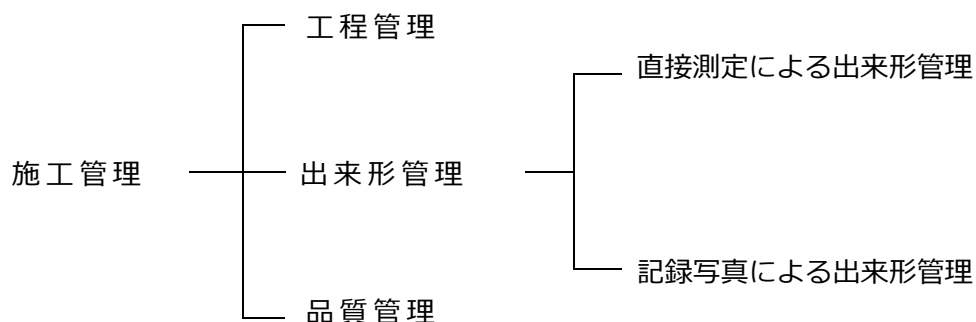 工程管理
直接測定による出来形管理
施工管理
出来形管理
記録写真による出来形管理
品質管理